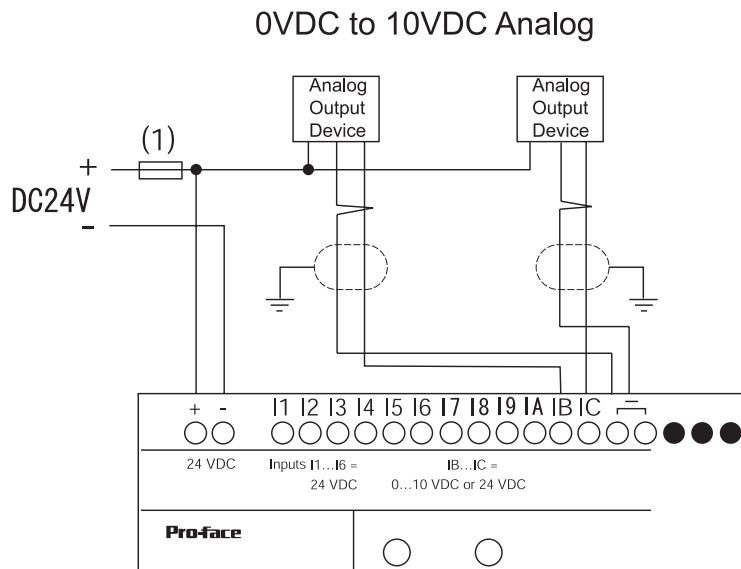 0VDC to 10VDC Analog
Analog
Output
Device
Analog
Output
Device
(1)
+
DC24V
-
+ - I1 I2 I3 I4 I5 I6 I7 I8 I9 IA IB IC
24 VDC
Inputs I1...I6 =
24 VDC
IB...IC =
0...10 VDC or 24 VDC
Pro-face